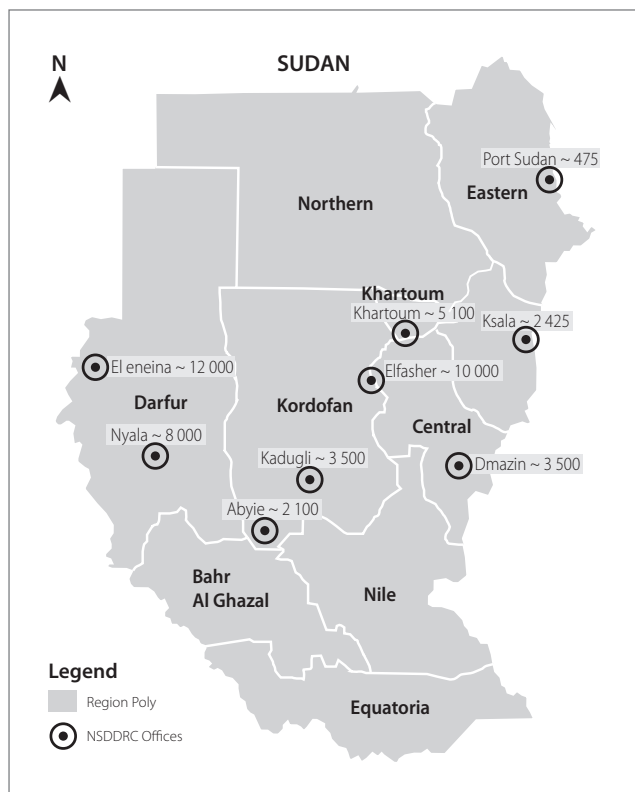 N
SUDAN
Port Sudan ~ 475
Eastern
Northern
Khartoum
Khartoum ~ 5 100
Ksala ~ 2 425
El eneina ~ 12 000
Elfasher ~ 10 000
Darfur
Kordofan
Central
Nyala ~ 8 000
Kadugli ~ 3 500
Dmazin ~ 3 500
Abyie ~ 2 100
Bahr
Al Ghazal
Nile
Legend
Region Poly
Equatoria
NSDDRC Offices